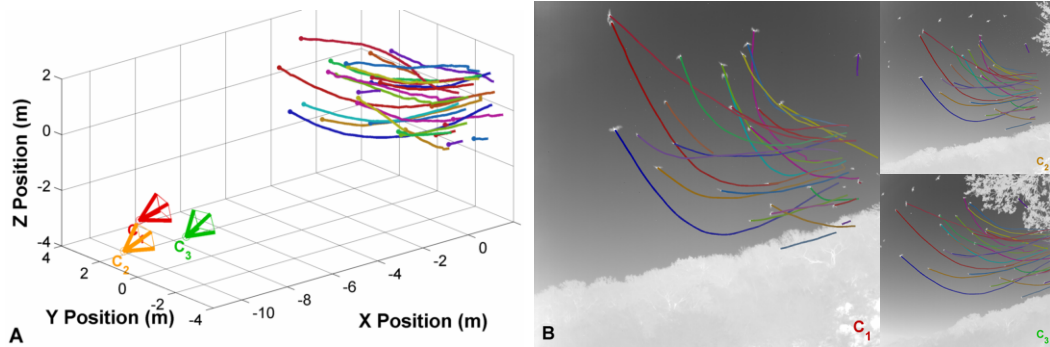 2
0
-2
-4
Z Position (m)
4
2
0
-2
-4
Y Position (m)
-10
-8
-6
-4
-2
0
X Position (m)
C1
C2
C3
A
B
C1
C2
C3